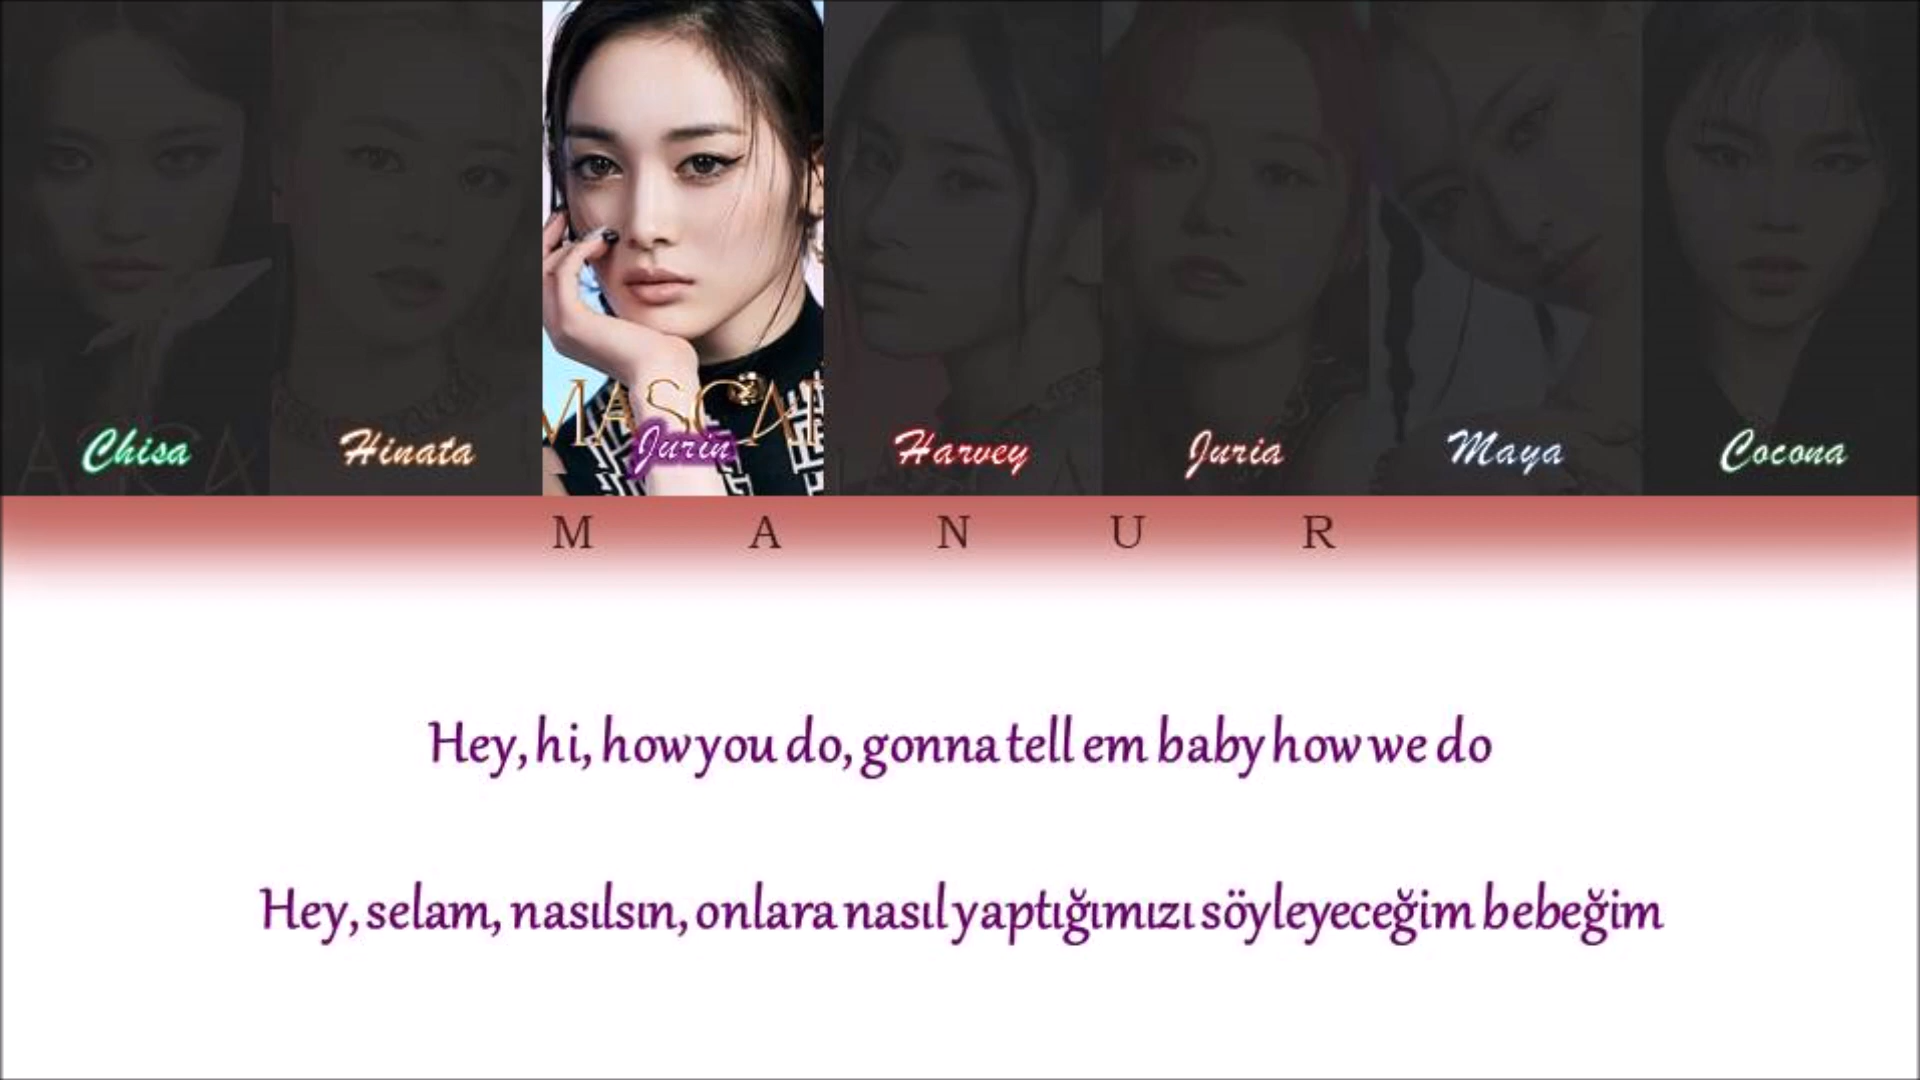 MASCA
Chisa Hinata Jurin Harvey Juria Maya Cocona
M A N U R
Hey, hi, how you do, gonna tell em baby how we do
Hey, selam, nasılsın, onlara nasıl yaptığımızı söyleyeceğim bebeğim